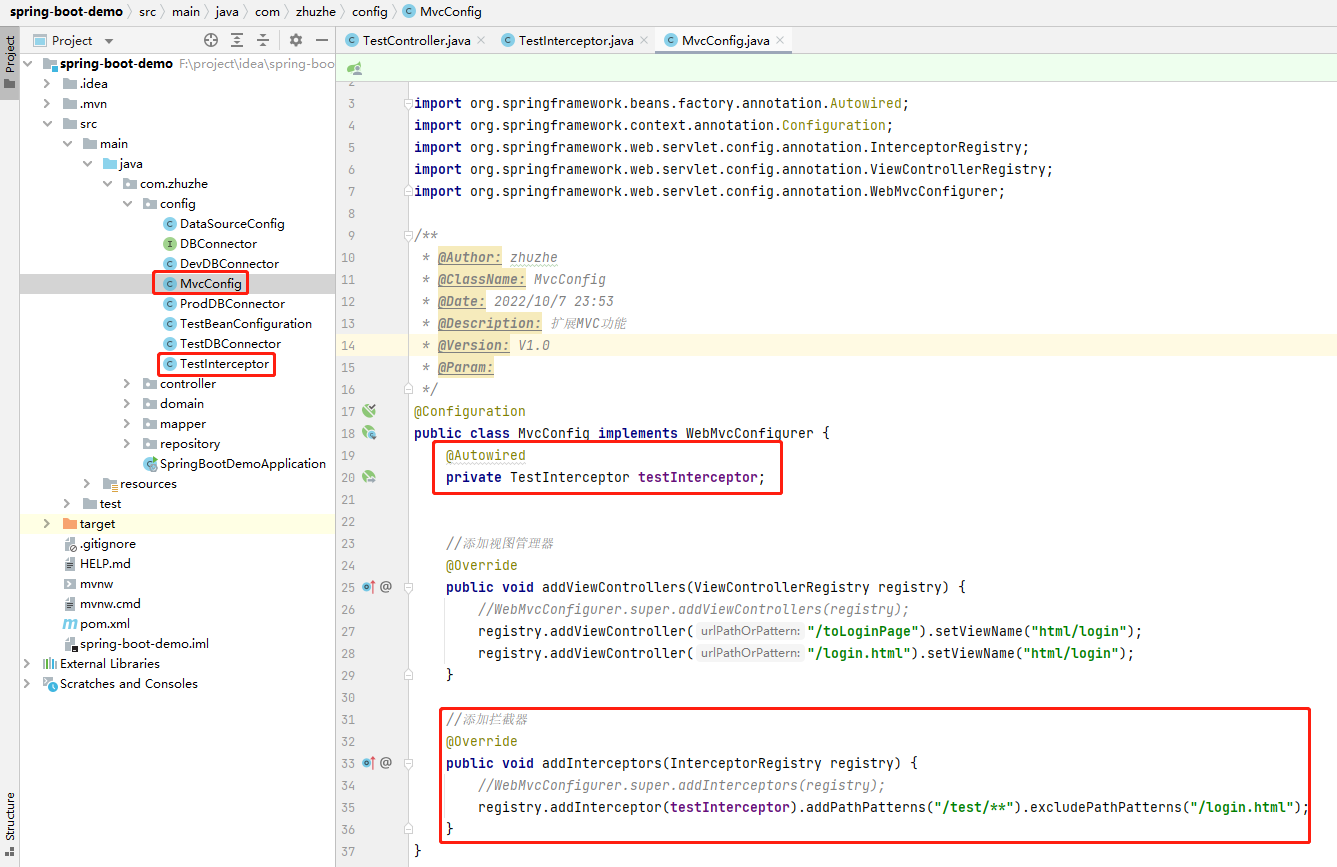 spring-boot-demo src main java com zhuzhe config MvcConfig
Project
Structure
Project
spring-boot-demo F:\project\idea\spring-boo
.idea
.mvn
src
main
java
com.zhuzhe
config
DataSourceConfig
DBConnector
DevDBConnector
MvcConfig
ProdDBConnector
TestBeanConfiguration
TestDBConnector
TestInterceptor
controller
domain
mapper
repository
SpringBootDemoApplication
resources
test
target
.gitignore
HELP.md
mvnw
mvnw.cmd
pom.xml
spring-boot-demo.iml
External Libraries
Scratches and Consoles
TestController.java TestInterceptor.java MvcConfig.java
2
3 import org.springframework.beans.factory.annotation.Autowired;
4 import org.springframework.context.annotation.Configuration;
5 import org.springframework.web.servlet.config.annotation.InterceptorRegistry;
6 import org.springframework.web.servlet.config.annotation.ViewControllerRegistry;
7 import org.springframework.web.servlet.config.annotation.WebMvcConfigurer;
8
9 /**
10 * @Author: zhuzhe
11 * @ClassName: MvcConfig
12 * @Date: 2022/10/7 23:53
13 * @Description: 扩展MVC功能
14 * @Version: V1.0
15 * @Param:
16 */
17 @Configuration
18 public class MvcConfig implements WebMvcConfigurer {
19 @Autowired
20 private TestInterceptor testInterceptor;
21
22
23 //添加视图管理器
24 @Override
25 @ public void addViewControllers(ViewControllerRegistry registry) {
26 //WebMvcConfigurer.super.addViewControllers(registry);
27 registry.addViewController( urlPathOrPattern: "/toLoginPage").setViewName("html/login");
28 registry.addViewController( urlPathOrPattern: "/login.html").setViewName("html/login");
29 }
30
31 //添加拦截器
32 @Override
33 @ public void addInterceptors(InterceptorRegistry registry) {
34 //WebMvcConfigurer.super.addInterceptors(registry);
35 registry.addInterceptor(testInterceptor).addPathPatterns("/test/**").excludePathPatterns("/login.html");
36 }
37 }